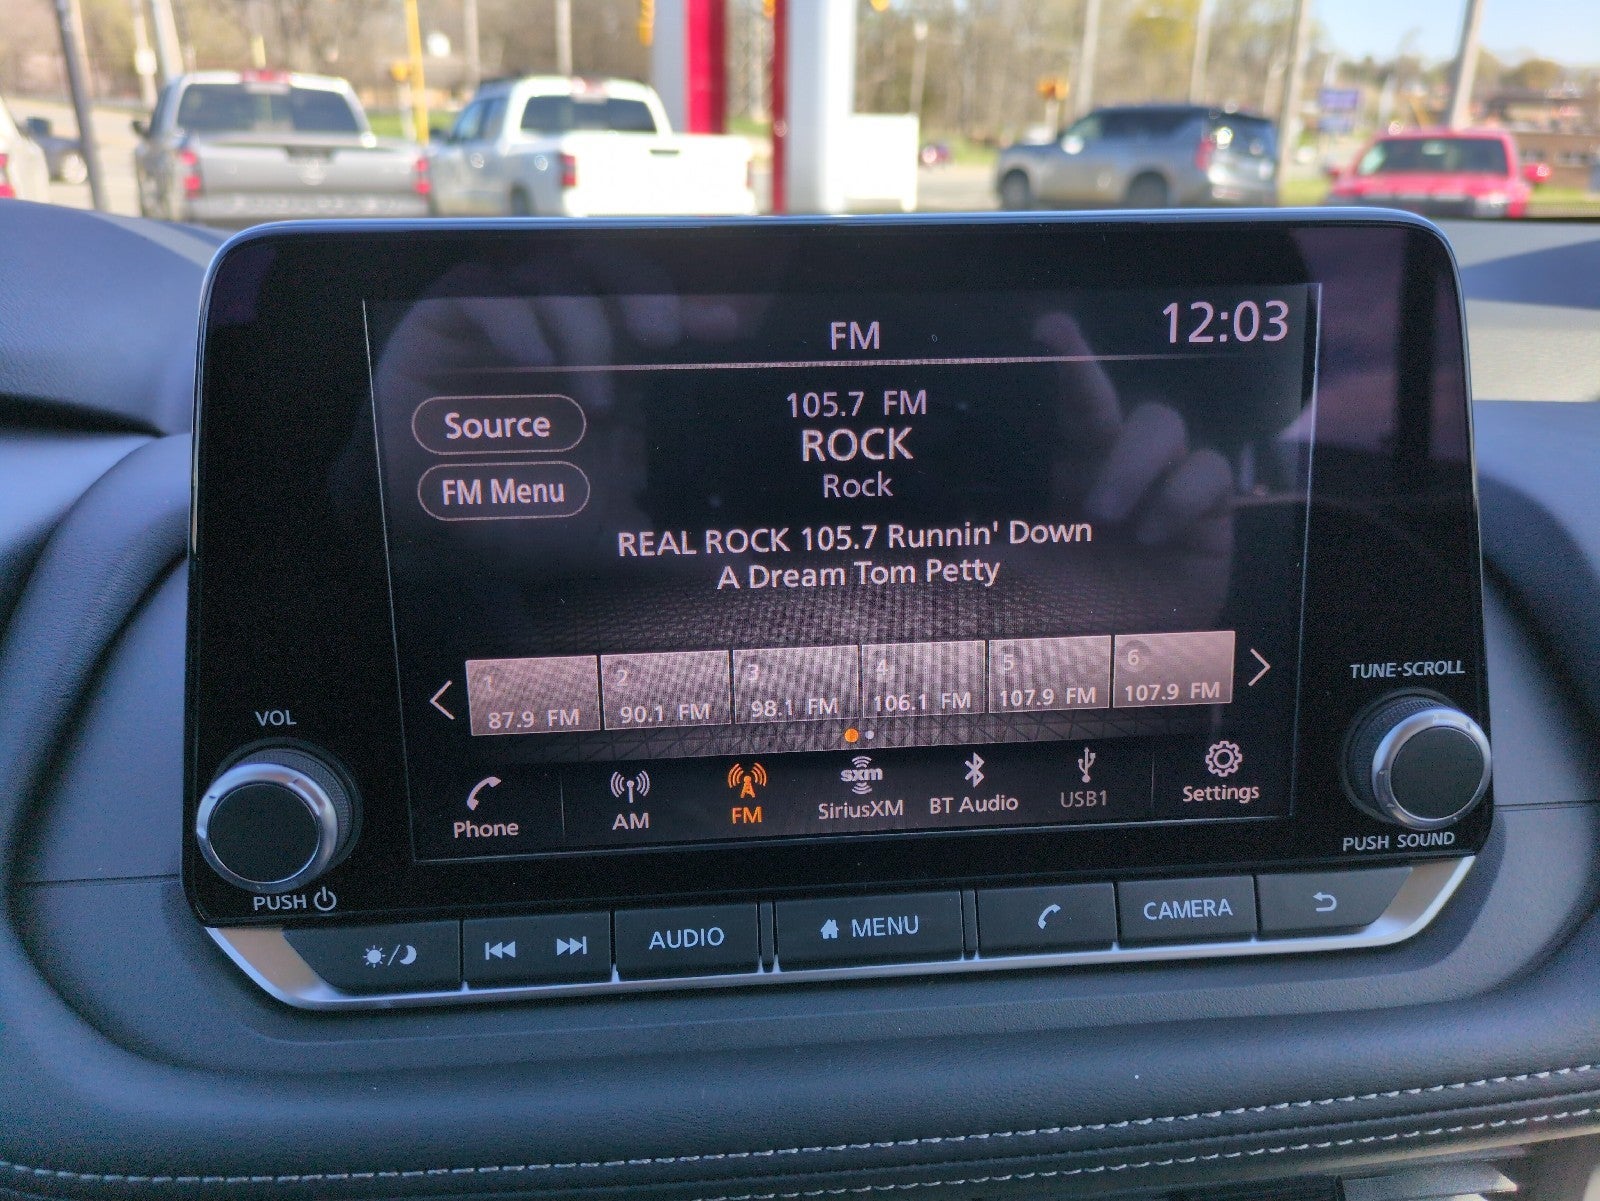 FM
12:03
Source
FM Menu
105.7 FM
ROCK
Rock
REAL ROCK 105.7 Runnin' Down
A Dream Tom Petty
1
87.9 FM
2
90.1 FM
3
98.1 FM
4
106.1 FM
5
107.9 FM
6
107.9 FM
Phone
AM
FM
sxm
SiriusXM
BT Audio
USB1
Settings
VOL
PUSH
TUNE·SCROLL
PUSH SOUND
AUDIO
MENU
CAMERA